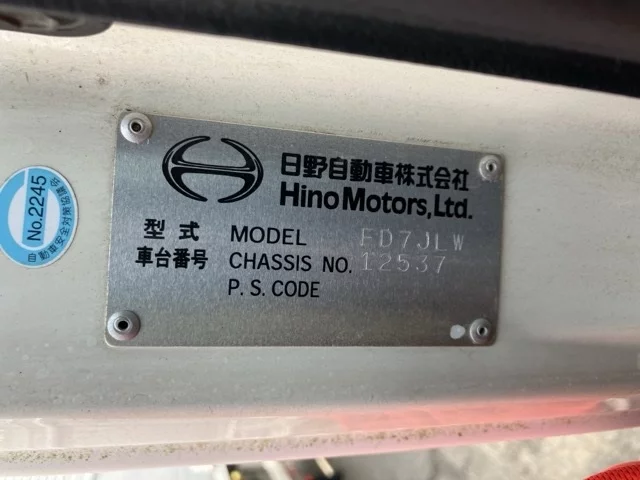 日野自動車株式会社
Hino Motors, Ltd.
型式 MODEL FD7JLW
車台番号 CHASSIS NO. 12537
P. S. CODE
No.2245